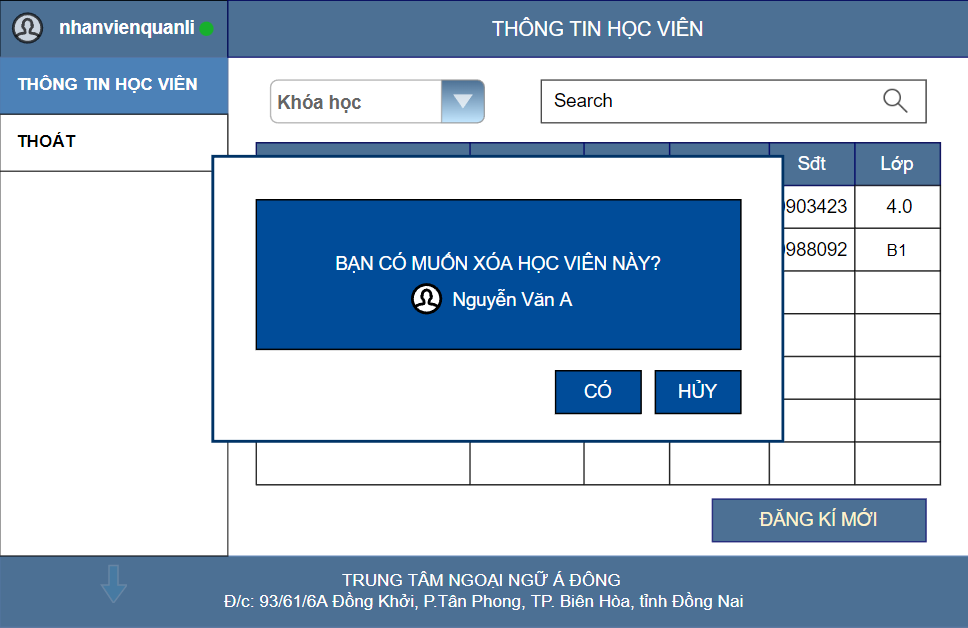 nhanvienquanli
THÔNG TIN HỌC VIÊN
THÔNG TIN HỌC VIÊN
THOÁT
Khóa học
Search
Sđt
Lớp
903423
4.0
988092
B1
BẠN CÓ MUỐN XÓA HỌC VIÊN NÀY?
Nguyễn Văn A
CÓ
HỦY
ĐĂNG KÍ MỚI
TRUNG TÂM NGOẠI NGỮ Á ĐÔNG
Đ/c: 93/61/6A Đồng Khởi, P.Tân Phong, TP. Biên Hòa, tỉnh Đồng Nai